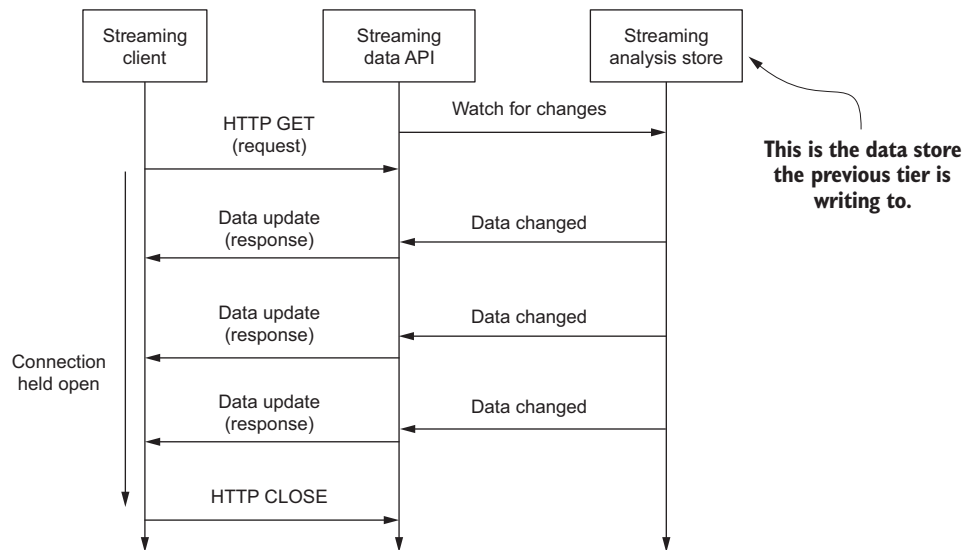 Streaming
client
Streaming
data API
Streaming
analysis store
HTTP GET
(request)
Watch for changes
This is the data store
the previous tier is
writing to.
Data update
(response)
Data changed
Data update
(response)
Data changed
Connection
held open
Data update
(response)
Data changed
HTTP CLOSE